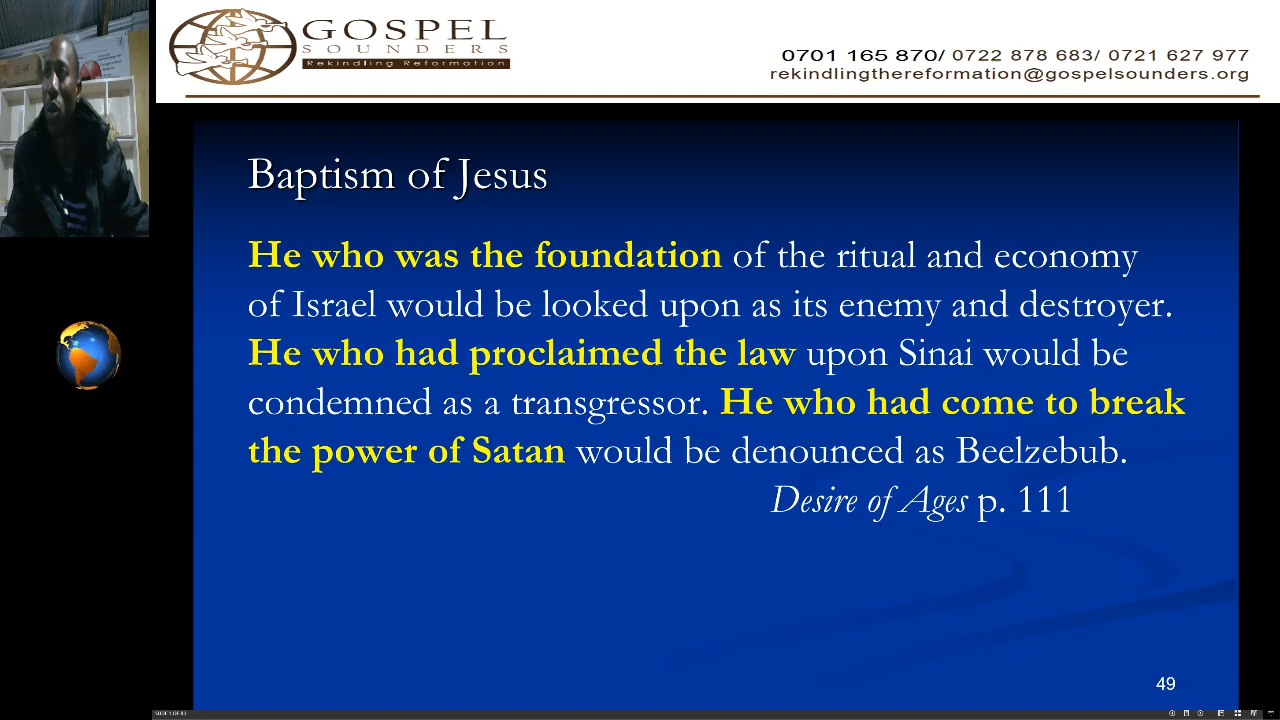 GOSPEL
SOUNDERS
Rekindling Reformation
0701 165 870/ 0722 878 683/ 0721 627 977
rekindlingthereformation@gospelsounders.org
Baptism of Jesus
He who was the foundation of the ritual and economy
of Israel would be looked upon as its enemy and destroyer.
He who had proclaimed the law upon Sinai would be
condemned as a transgressor. He who had come to break
the power of Satan would be denounced as Beelzebub.
Desire of Ages p. 111
49